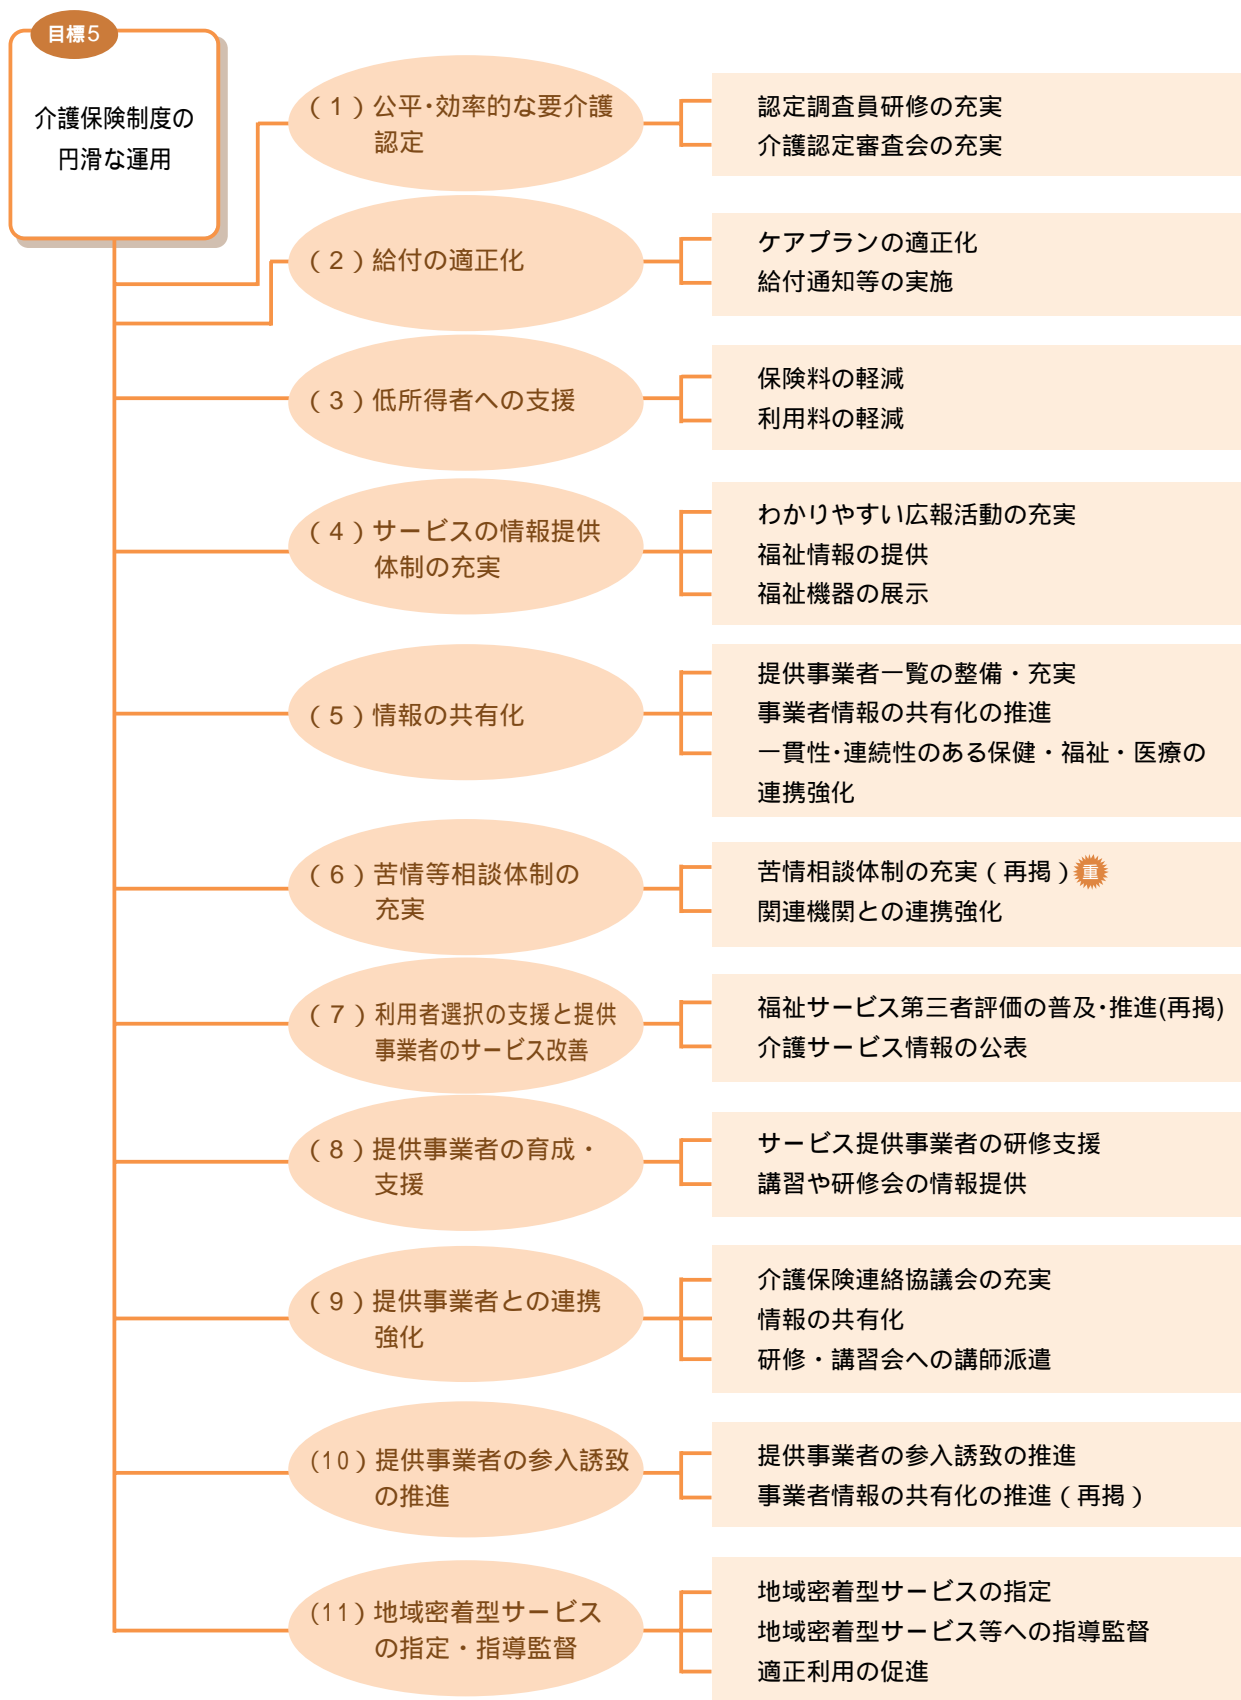 目標5
介護保険制度の
円滑な運用
(1)公平･効率的な要介護
認定
認定調査員研修の充実
介護認定審査会の充実
(2)給付の適正化
ケアプランの適正化
給付通知等の実施
(3)低所得者への支援
保険料の軽減
利用料の軽減
(4)サービスの情報提供
体制の充実
わかりやすい広報活動の充実
福祉情報の提供
福祉機器の展示
(5)情報の共有化
提供事業者一覧の整備・充実
事業者情報の共有化の推進
一貫性･連続性のある保健・福祉・医療の
連携強化
(6)苦情等相談体制の
充実
苦情相談体制の充実(再掲)重
関連機関との連携強化
(7)利用者選択の支援と提供
事業者のサービス改善
福祉サービス第三者評価の普及･推進(再掲)
介護サービス情報の公表
(8)提供事業者の育成・
支援
サービス提供事業者の研修支援
講習や研修会の情報提供
(9)提供事業者との連携
強化
介護保険連絡協議会の充実
情報の共有化
研修・講習会への講師派遣
(10)提供事業者の参入誘致
の推進
提供事業者の参入誘致の推進
事業者情報の共有化の推進(再掲)
(11)地域密着型サービス
の指定・指導監督
地域密着型サービスの指定
地域密着型サービス等への指導監督
適正利用の促進